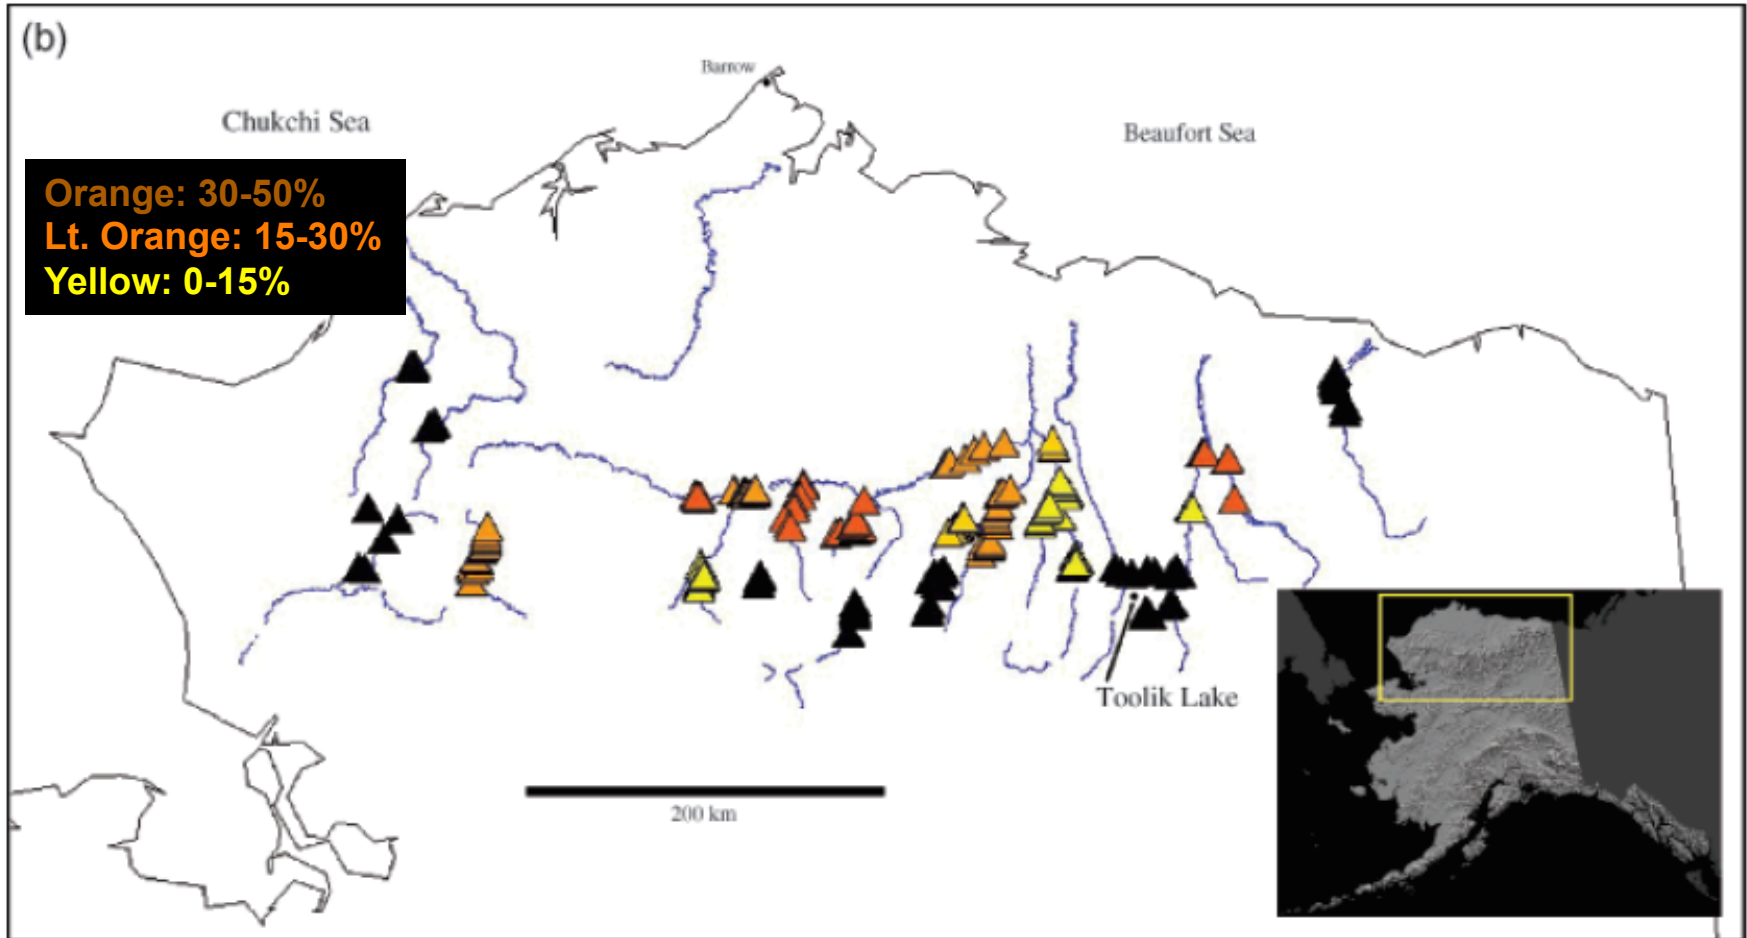 (b)
Barrow
Chukchi Sea
Beaufort Sea
Orange: 30-50%
Lt. Orange: 15-30%
Yellow: 0-15%
Toolik Lake
200 km